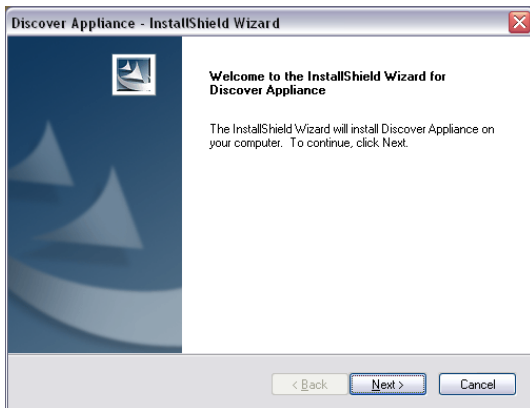 Discover Appliance - InstallShield Wizard
Welcome to the InstallShield Wizard for
Discover Appliance
The InstallShield Wizard will install Discover Appliance on
your computer. To continue, click Next.
< Back
Next >
Cancel